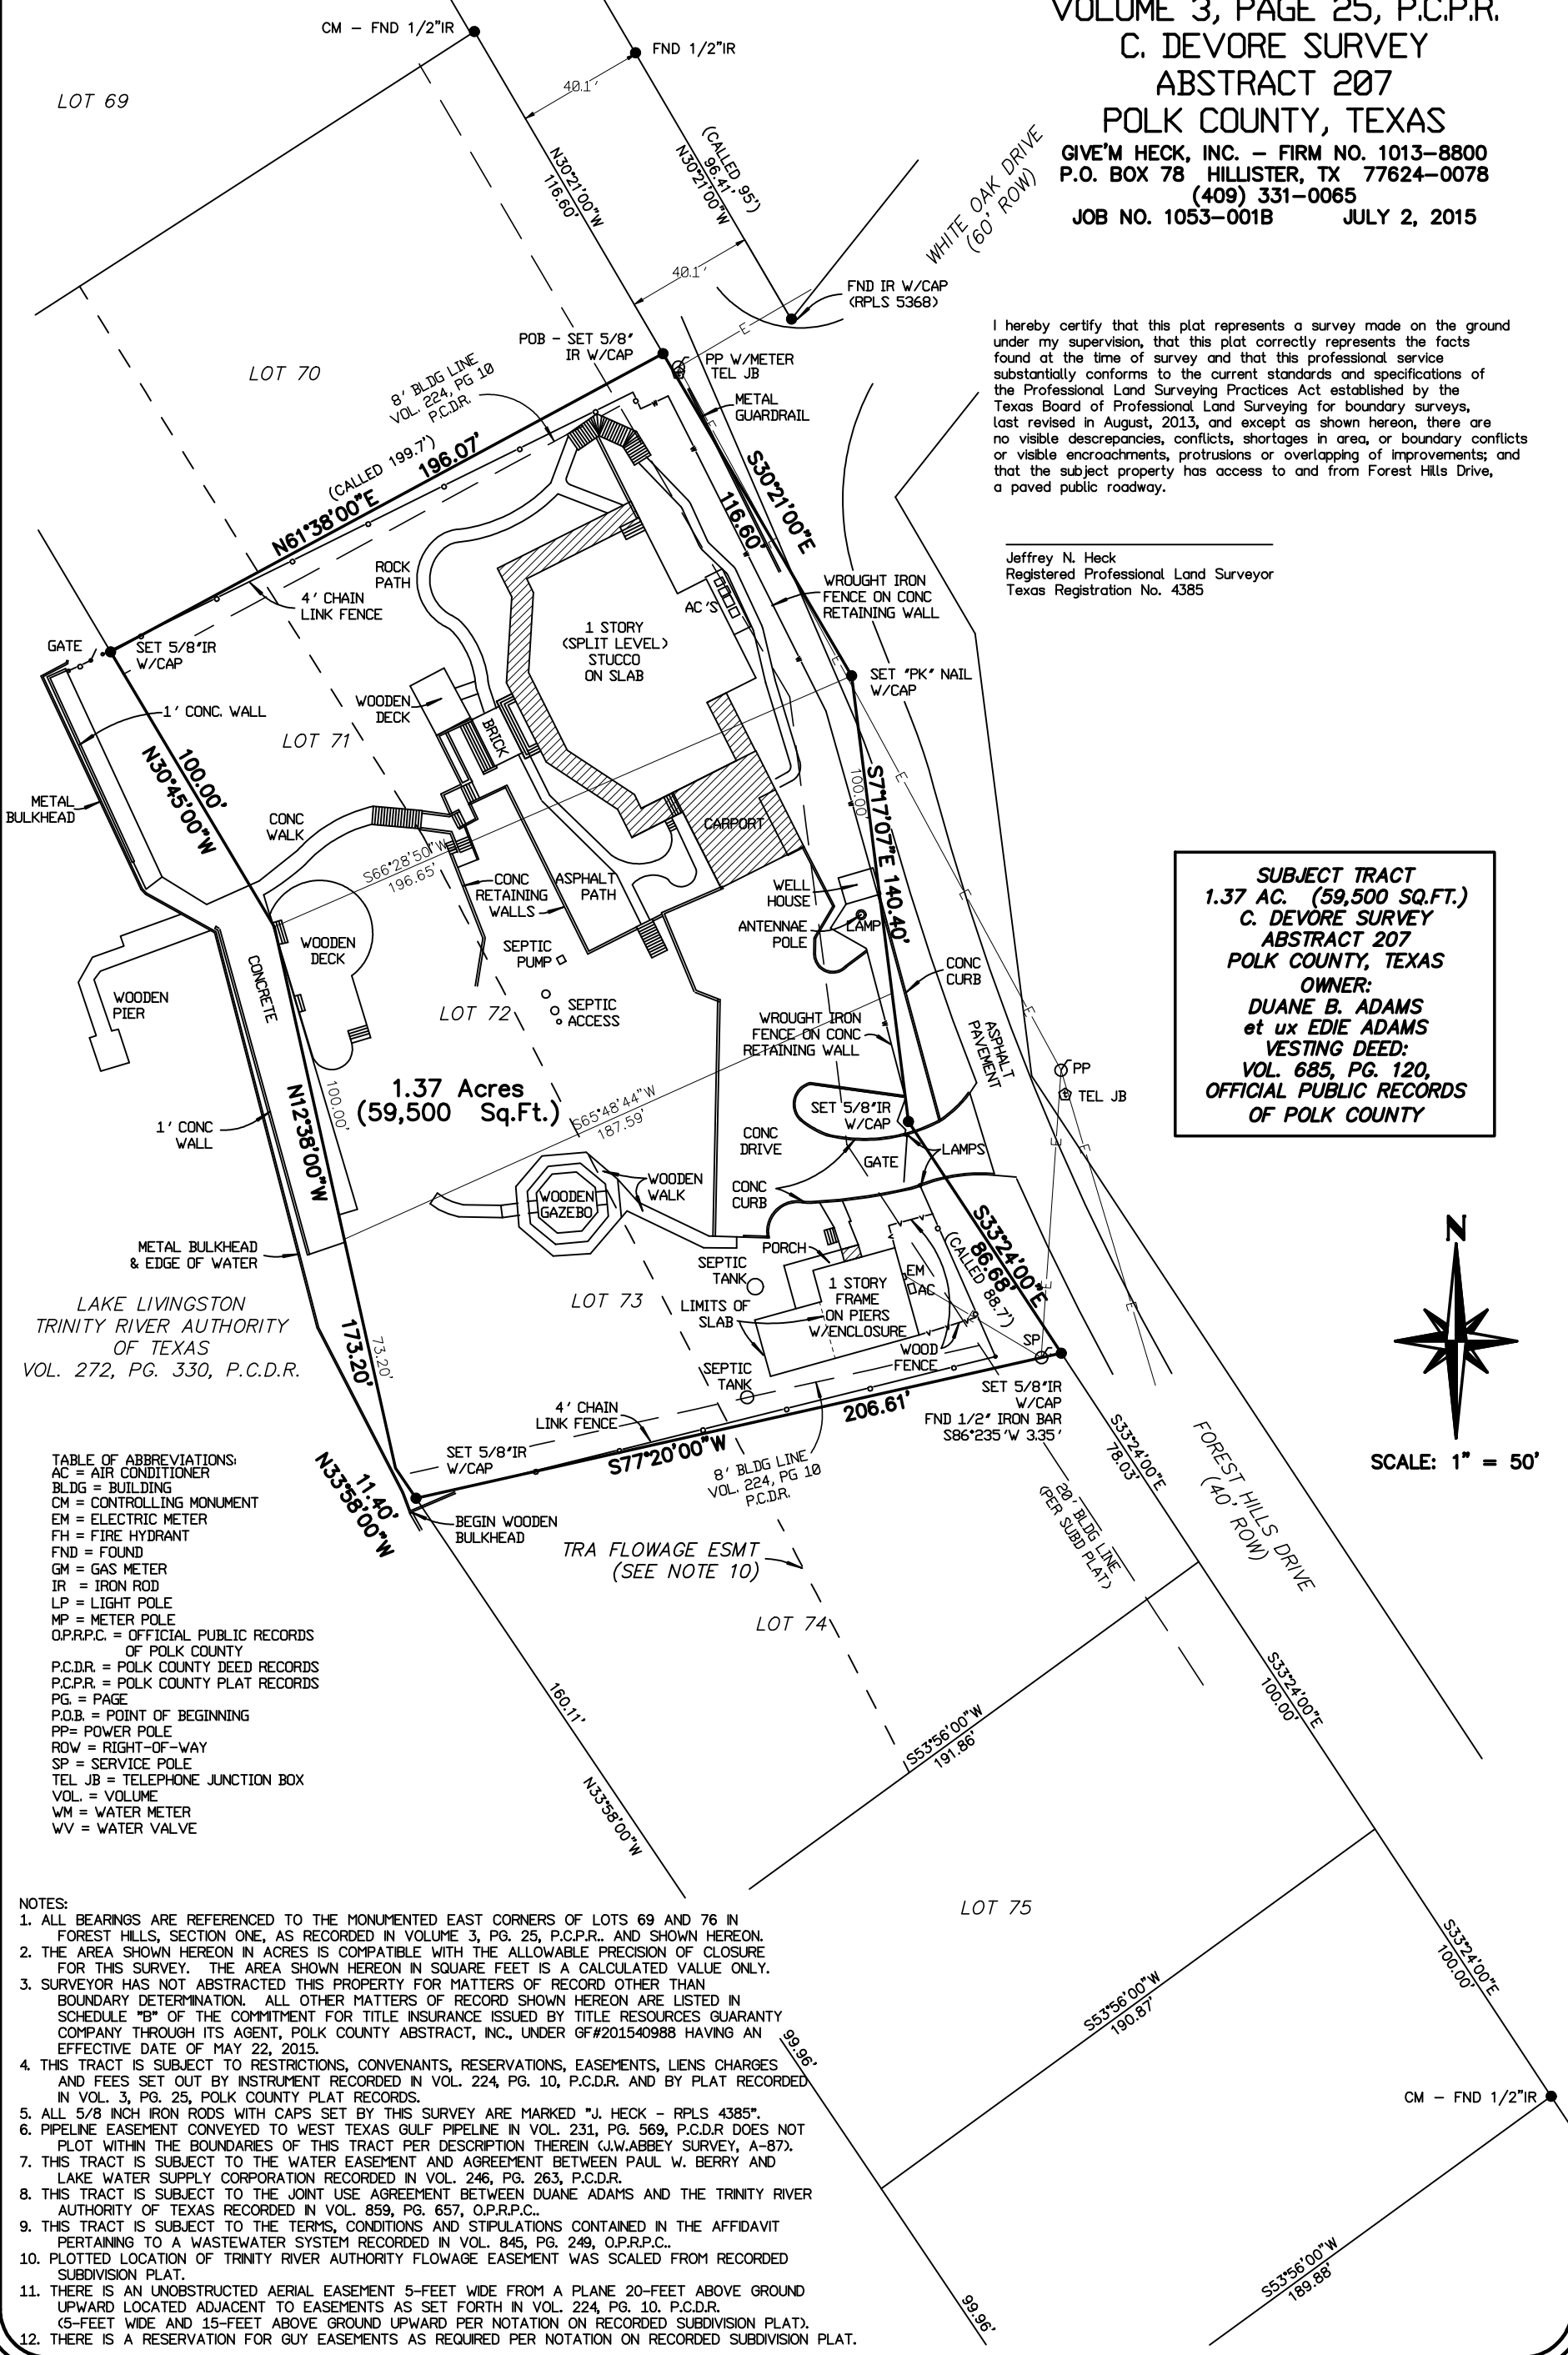 VOLUME 3, PAGE 25, P.C.P.R.
C. DEVORE SURVEY
ABSTRACT 207
POLK COUNTY, TEXAS
GIVE'M HECK, INC. - FIRM NO. 1013-8800
P.O. BOX 78 HILLISTER, TX 77624-0078
(409) 331-0065
JOB NO. 1053-001B JULY 2, 2015
I hereby certify that this plat represents a survey made on the ground
under my supervision, that this plat correctly represents the facts
found at the time of survey and that this professional service
substantially conforms to the current standards and specifications of
the Professional Land Surveying Practices Act established by the
Texas Board of Professional Land Surveying for boundary surveys,
last revised in August, 2013, and except as shown hereon, there are
no visible descrepancies, conflicts, shortages in area, or boundary conflicts
or visible encroachments, protrusions or overlapping of improvements; and
that the subject property has access to and from Forest Hills Drive,
a paved public roadway.
Jeffrey N. Heck
Registered Professional Land Surveyor
Texas Registration No. 4385
CM - FND 1/2"IR
FND 1/2"IR
40.1'
LOT 69
N30°21'00"W
116.60'
(CALLED 95')
96.41'
N30°21'00"W
WHITE OAK DRIVE
(60' ROW)
40.1'
FND IR W/CAP
(RPLS 5368)
E
POB - SET 5/8"
IR W/CAP
PP W/METER
TEL JB
LOT 70
8' BLDG LINE
VOL. 224, PG 10
P.C.D.R.
METAL
GUARDRAIL
E
(CALLED 199.7')
196.07'
N61°38'00"E
S30°21'00"E
116.60'
ROCK
PATH
4' CHAIN
LINK FENCE
AC'S
WROUGHT IRON
FENCE ON CONC
RETAINING WALL
1 STORY
(SPLIT LEVEL)
STUCCO
ON SLAB
GATE
SET 5/8"IR
W/CAP
E
SET "PK" NAIL
W/CAP
WOODEN
DECK
1' CONC. WALL
BRICK
LOT 71
100.00'
N30°45'00"W
METAL
BULKHEAD
CONC
WALK
S66°28'50"W
196.65'
CARPORT
E
100.00'
S7°17'07"E 140.40'
CONC
RETAINING
WALLS
ASPHALT
PATH
WELL
HOUSE
E
ANTENNAE
POLE
LAMP
SEPTIC
PUMP
WOODEN
DECK
CONCRETE
CONC
CURB
WOODEN
PIER
LOT 72
SEPTIC
ACCESS
WROUGHT IRON
FENCE ON CONC
RETAINING WALL
E
ASPHALT
PAVEMENT
1.37 Acres
(59,500 Sq.Ft.)
N12°38'00"W
100.00'
S65°48'44"W
187.59'
PP
TEL JB
SET 5/8"IR
W/CAP
1' CONC
WALL
CONC
DRIVE
GATE
LAMPS
E
E
WOODEN
GAZEBO
WOODEN
WALK
CONC
CURB
METAL BULKHEAD
& EDGE OF WATER
PORCH
S33°24'00"E
86.68'
(CALLED 88.7')
SEPTIC
TANK
EM
AC
1 STORY
FRAME
ON PIERS
W/ENCLOSURE
E
E
LAKE LIVINGSTON
TRINITY RIVER AUTHORITY
OF TEXAS
VOL. 272, PG. 330, P.C.D.R.
LOT 73
LIMITS OF
SLAB
173.20'
73.20'
SP
WOOD
FENCE
SEPTIC
TANK
206.61'
SET 5/8"IR
W/CAP
FND 1/2" IRON BAR
S86°235'W 3.35'
4' CHAIN
LINK FENCE
S77°20'00"W
SET 5/8"IR
W/CAP
8' BLDG LINE
VOL. 224, PG 10
P.C.D.R.
11.40'
N33°58'00"W
BEGIN WOODEN
BULKHEAD
TRA FLOWAGE ESMT
(SEE NOTE 10)
20' BLDG LINE
(PER SUBD PLAT)
S33°24'00"E
78.03'
FOREST HILLS DRIVE
(40' ROW)
LOT 74
S33°24'00"E
100.00'
160.11'
S53°56'00"W
191.86'
N33°58'00"W
LOT 75
S33°24'00"E
100.00'
S53°56'00"W
190.87'
99.96'
CM - FND 1/2"IR
S53°56'00"W
189.88'
99.96'
SUBJECT TRACT
1.37 AC. (59,500 SQ.FT.)
C. DEVORE SURVEY
ABSTRACT 207
POLK COUNTY, TEXAS
OWNER:
DUANE B. ADAMS
et ux EDIE ADAMS
VESTING DEED:
VOL. 685, PG. 120,
OFFICIAL PUBLIC RECORDS
OF POLK COUNTY
N
SCALE: 1" = 50'
TABLE OF ABBREVIATIONS:
AC = AIR CONDITIONER
BLDG = BUILDING
CM = CONTROLLING MONUMENT
EM = ELECTRIC METER
FH = FIRE HYDRANT
FND = FOUND
GM = GAS METER
IR = IRON ROD
LP = LIGHT POLE
MP = METER POLE
O.P.R.P.C. = OFFICIAL PUBLIC RECORDS
OF POLK COUNTY
P.C.D.R. = POLK COUNTY DEED RECORDS
P.C.P.R. = POLK COUNTY PLAT RECORDS
PG. = PAGE
P.O.B. = POINT OF BEGINNING
PP= POWER POLE
ROW = RIGHT-OF-WAY
SP = SERVICE POLE
TEL JB = TELEPHONE JUNCTION BOX
VOL. = VOLUME
WM = WATER METER
WV = WATER VALVE
NOTES:
1. ALL BEARINGS ARE REFERENCED TO THE MONUMENTED EAST CORNERS OF LOTS 69 AND 76 IN
FOREST HILLS, SECTION ONE, AS RECORDED IN VOLUME 3, PG. 25, P.C.P.R.. AND SHOWN HEREON.
2. THE AREA SHOWN HEREON IN ACRES IS COMPATIBLE WITH THE ALLOWABLE PRECISION OF CLOSURE
FOR THIS SURVEY. THE AREA SHOWN HEREON IN SQUARE FEET IS A CALCULATED VALUE ONLY.
3. SURVEYOR HAS NOT ABSTRACTED THIS PROPERTY FOR MATTERS OF RECORD OTHER THAN
BOUNDARY DETERMINATION. ALL OTHER MATTERS OF RECORD SHOWN HEREON ARE LISTED IN
SCHEDULE "B" OF THE COMMITMENT FOR TITLE INSURANCE ISSUED BY TITLE RESOURCES GUARANTY
COMPANY THROUGH ITS AGENT, POLK COUNTY ABSTRACT, INC., UNDER GF#201540988 HAVING AN
EFFECTIVE DATE OF MAY 22, 2015.
4. THIS TRACT IS SUBJECT TO RESTRICTIONS, CONVENANTS, RESERVATIONS, EASEMENTS, LIENS CHARGES
AND FEES SET OUT BY INSTRUMENT RECORDED IN VOL. 224, PG. 10, P.C.D.R. AND BY PLAT RECORDED
IN VOL. 3, PG. 25, POLK COUNTY PLAT RECORDS.
5. ALL 5/8 INCH IRON RODS WITH CAPS SET BY THIS SURVEY ARE MARKED "J. HECK - RPLS 4385".
6. PIPELINE EASEMENT CONVEYED TO WEST TEXAS GULF PIPELINE IN VOL. 231, PG. 569, P.C.D.R DOES NOT
PLOT WITHIN THE BOUNDARIES OF THIS TRACT PER DESCRIPTION THEREIN (J.W.ABBEY SURVEY, A-87).
7. THIS TRACT IS SUBJECT TO THE WATER EASEMENT AND AGREEMENT BETWEEN PAUL W. BERRY AND
LAKE WATER SUPPLY CORPORATION RECORDED IN VOL. 246, PG. 263, P.C.D.R.
8. THIS TRACT IS SUBJECT TO THE JOINT USE AGREEMENT BETWEEN DUANE ADAMS AND THE TRINITY RIVER
AUTHORITY OF TEXAS RECORDED IN VOL. 859, PG. 657, O.P.R.P.C..
9. THIS TRACT IS SUBJECT TO THE TERMS, CONDITIONS AND STIPULATIONS CONTAINED IN THE AFFIDAVIT
PERTAINING TO A WASTEWATER SYSTEM RECORDED IN VOL. 845, PG. 249, O.P.R.P.C..
10. PLOTTED LOCATION OF TRINITY RIVER AUTHORITY FLOWAGE EASEMENT WAS SCALED FROM RECORDED
SUBDIVISION PLAT.
11. THERE IS AN UNOBSTRUCTED AERIAL EASEMENT 5-FEET WIDE FROM A PLANE 20-FEET ABOVE GROUND
UPWARD LOCATED ADJACENT TO EASEMENTS AS SET FORTH IN VOL. 224, PG. 10. P.C.D.R.
(5-FEET WIDE AND 15-FEET ABOVE GROUND UPWARD PER NOTATION ON RECORDED SUBDIVISION PLAT).
12. THERE IS A RESERVATION FOR GUY EASEMENTS AS REQUIRED PER NOTATION ON RECORDED SUBDIVISION PLAT.